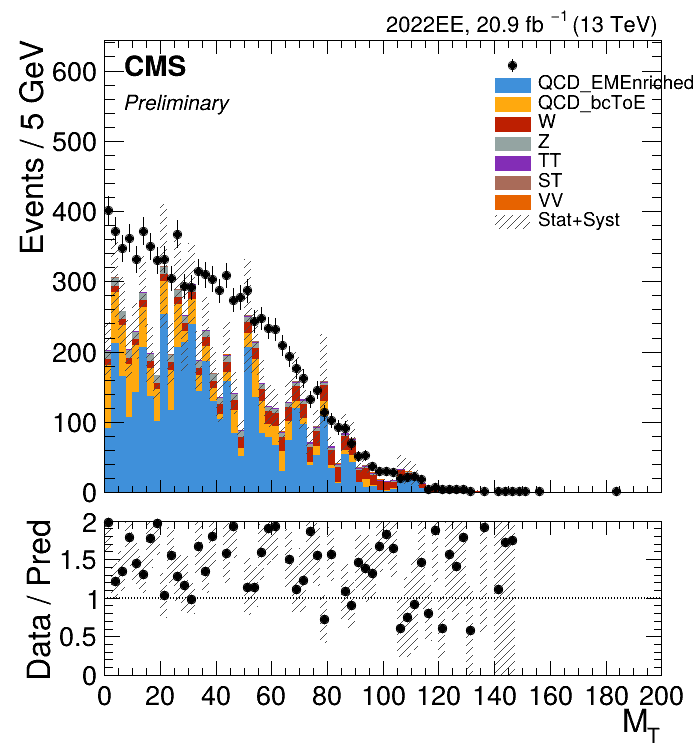 2022EE, 20.9 fb⁻¹ (13 TeV)
Events / 5 GeV
600
500
400
300
200
100
0
CMS
Preliminary
QCD_EMEnriched
QCD_bcToE
W
Z
TT
ST
VV
Stat+Syst
Data / Pred
2
1.5
1
0.5
0
0 20 40 60 80 100 120 140 160 180 200
M_T